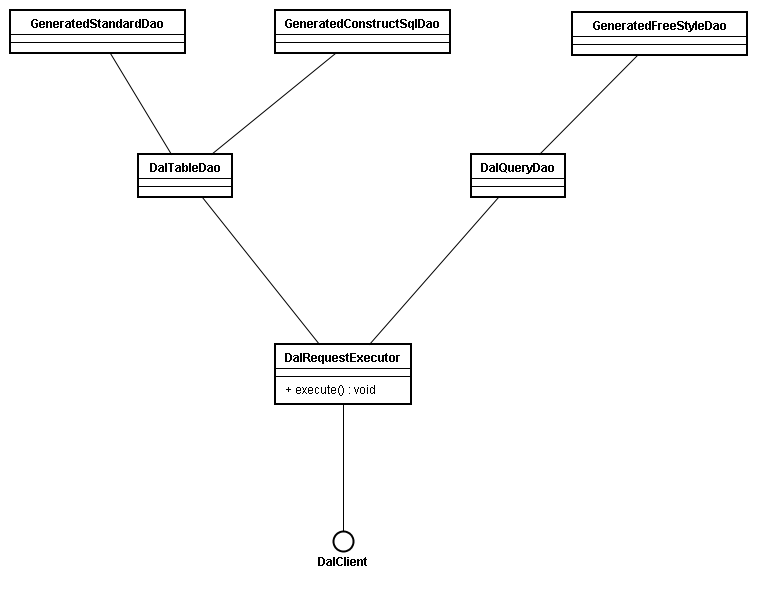 GeneratedStandardDao
GeneratedConstructSqlDao
GeneratedFreeStyleDao
DalTableDao
DalQueryDao
DalRequestExecutor
+ execute() : void
DalClient